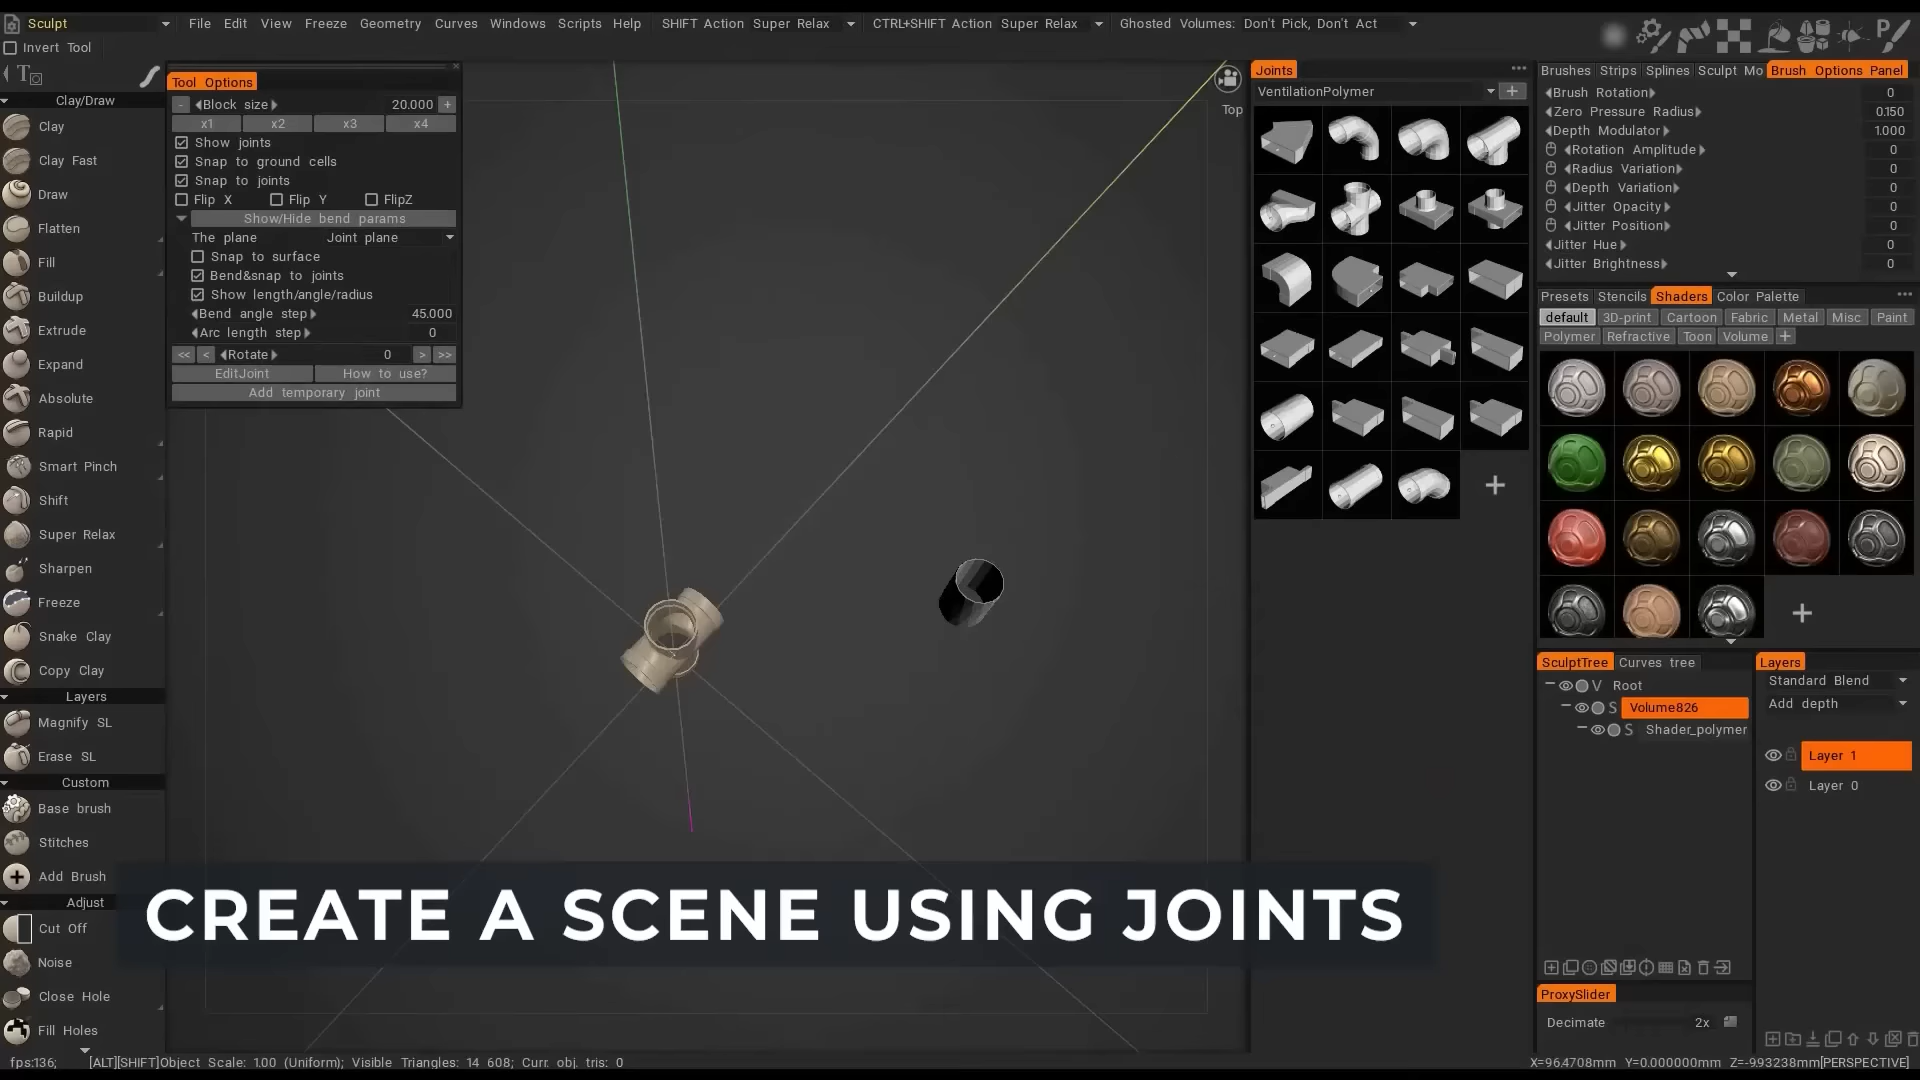 Sculpt File Edit View Freeze Geometry Curves Windows Scripts Help SHIFT Action Super Relax CTRL+SHIFT Action Super Relax Ghosted Volumes: Don't Pick, Don't Act
Invert Tool
Clay/Draw
Clay
Clay Fast
Draw
Flatten
Fill
Buildup
Extrude
Expand
Absolute
Rapid
Smart Pinch
Shift
Super Relax
Sharpen
Freeze
Snake Clay
Copy Clay
Layers
Magnify SL
Erase SL
Custom
Base brush
Stitches
Add Brush
Adjust
Cut Off
Noise
Close Hole
Fill Holes
Tool Options
- Block size 20.000 +
x1 x2 x3 x4
Show joints
Snap to ground cells
Snap to joints
Flip X Flip Y FlipZ
Show/Hide bend params
The plane Joint plane
Snap to surface
Bend&snap to joints
Show length/angle/radius
Bend angle step 45.000
Arc length step 0
<< < Rotate 0 > >>
EditJoint How to use?
Add temporary joint
Top
Joints
VentilationPolymer
Brushes Strips Splines Sculpt Mo Brush Options Panel
Brush Rotation 0
Zero Pressure Radius 0.150
Depth Modulator 1.000
Rotation Amplitude 0
Radius Variation 0
Depth Variation 0
Jitter Opacity 0
Jitter Position 0
Jitter Hue 0
Jitter Brightness 0
Presets Stencils Shaders Color Palette
default 3D-print Cartoon Fabric Metal Misc Paint
Polymer Refractive Toon Volume +
SculptTree Curves tree
V Root
S Volume826
S Shader_polymer
Layers
Standard Blend
Add depth
Layer 1
Layer 0
ProxySlider
Decimate 2x
CREATE A SCENE USING JOINTS
fps:136; [ALT][SHIFT]Object Scale: 1.00 (Uniform); Visible Triangles: 14 608; Curr. obj. tris: 0
X=96.4708mm Y=0.000000mm Z=-99.3238mm[PERSPECTIVE]